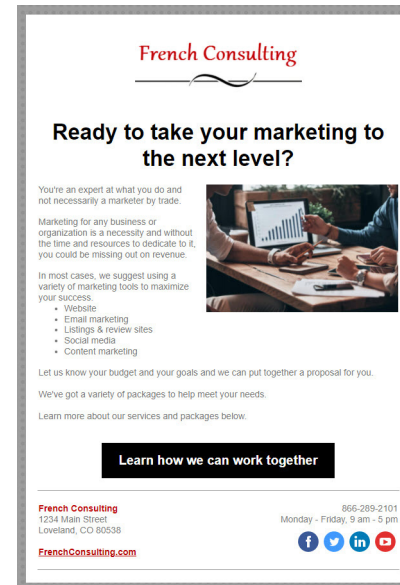 French Consulting
Ready to take your marketing to
the next level?
You're an expert at what you do and
not necessarily a marketer by trade.
Marketing for any business or
organization is a necessity and without
the time and resources to dedicate to it,
you could be missing out on revenue.
In most cases, we suggest using a
variety of marketing tools to maximize
your success.
• Website
• Email marketing
• Listings & review sites
• Social media
• Content marketing
Let us know your budget and your goals and we can put together a proposal for you.
We've got a variety of packages to help meet your needs.
Learn more about our services and packages below.
Learn how we can work together
French Consulting
1234 Main Street
Loveland, CO 80538
FrenchConsulting.com
866-289-2101
Monday - Friday, 9 am - 5 pm